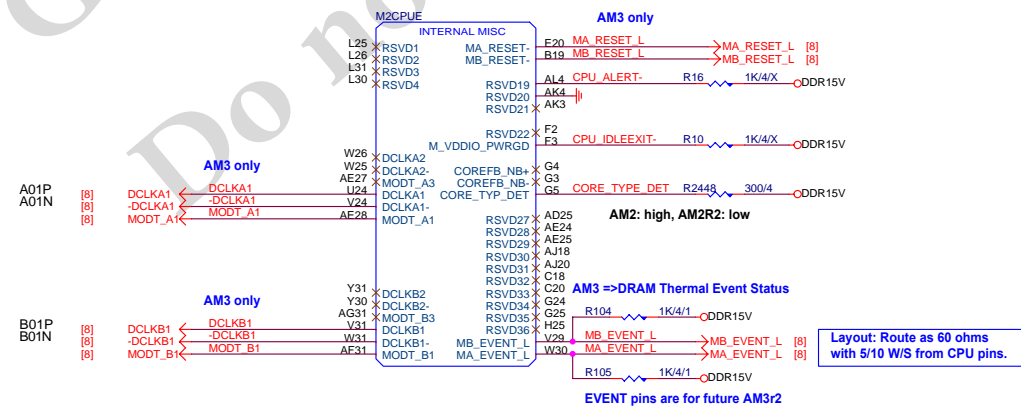 Do no
M2CPUE
AM3 only
INTERNAL MISC
L25 RSVD1
L26 RSVD2
L31 RSVD3
L30 RSVD4
MA_RESET- E20 MA_RESET_L MA_RESET_L [8]
MB_RESET- B19 MB_RESET_L MB_RESET_L [8]
RSVD19 AL4 CPU_ALERT- R16 1K/4/X DDR15V
RSVD20 AK4
RSVD21 AK3
RSVD22 F2
M_VDDIO_PWRGD F3 CPU_IDLEEXIT- R10 1K/4/X DDR15V
W26 DCLKA2
W25 DCLKA2-
AE27 MODT_A3
COREFB_NB+ G4
COREFB_NB- G3
CORE_TYP_DET G5 CORE_TYPE_DET R2448 300/4 DDR15V
AM2: high, AM2R2: low
AM3 only
A01P [8] DCLKA1 DCLKA1 U24 DCLKA1
A01N [8] -DCLKA1 -DCLKA1 V24 DCLKA1-
[8] MODT_A1 MODT_A1 AE28 MODT_A1
RSVD27 AD25
RSVD28 AE24
RSVD29 AE25
RSVD30 AJ18
RSVD31 AJ20
RSVD32 C18
RSVD33 C20
RSVD34 G24
RSVD35 G25
RSVD36 H25
Y31 DCLKB2
Y30 DCLKB2-
AG31 MODT_B3
AM3 only
B01P [8] DCLKB1 DCLKB1 V31 DCLKB1
B01N [8] -DCLKB1 -DCLKB1 W31 DCLKB1-
[8] MODT_B1 MODT_B1 AF31 MODT_B1
AM3 =>DRAM Thermal Event Status
R104 1K/4/1 DDR15V
MB_EVENT_L V29 MB_EVENT_L MB_EVENT_L [8]
MA_EVENT_L W30 MA_EVENT_L MA_EVENT_L [8]
R105 1K/4/1 DDR15V
EVENT pins are for future AM3r2
Layout: Route as 60 ohms
with 5/10 W/S from CPU pins.